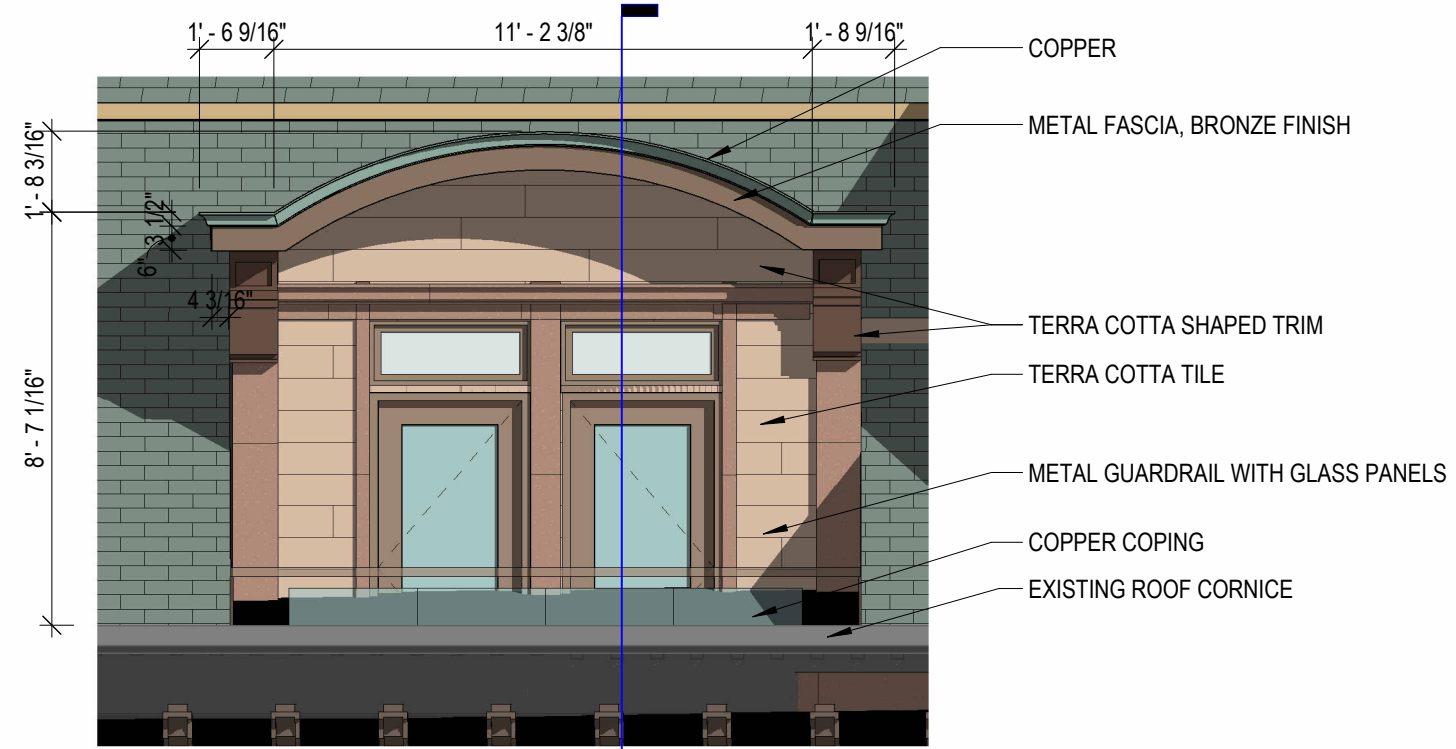 1' - 6 9/16"
11' - 2 3/8"
1' - 8 9/16"
COPPER
METAL FASCIA, BRONZE FINISH
1' - 8 3/16"
3 1/2"
6"
4 3/16"
TERRA COTTA SHAPED TRIM
TERRA COTTA TILE
8' - 7 1/16"
METAL GUARDRAIL WITH GLASS PANELS
COPPER COPING
EXISTING ROOF CORNICE